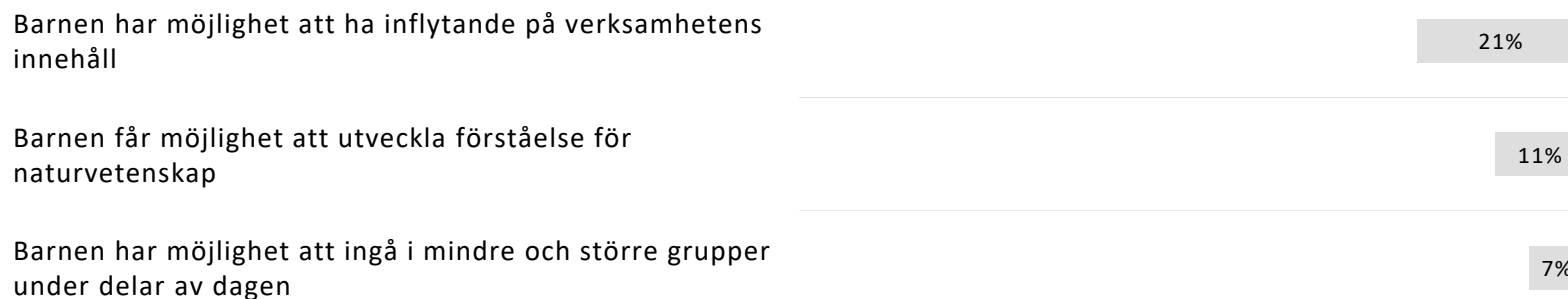 Barnen har möjlighet att ha inflytande på verksamhetens
innehåll
21%
Barnen får möjlighet att utveckla förståelse för
naturvetenskap
11%
Barnen har möjlighet att ingå i mindre och större grupper
under delar av dagen
7%